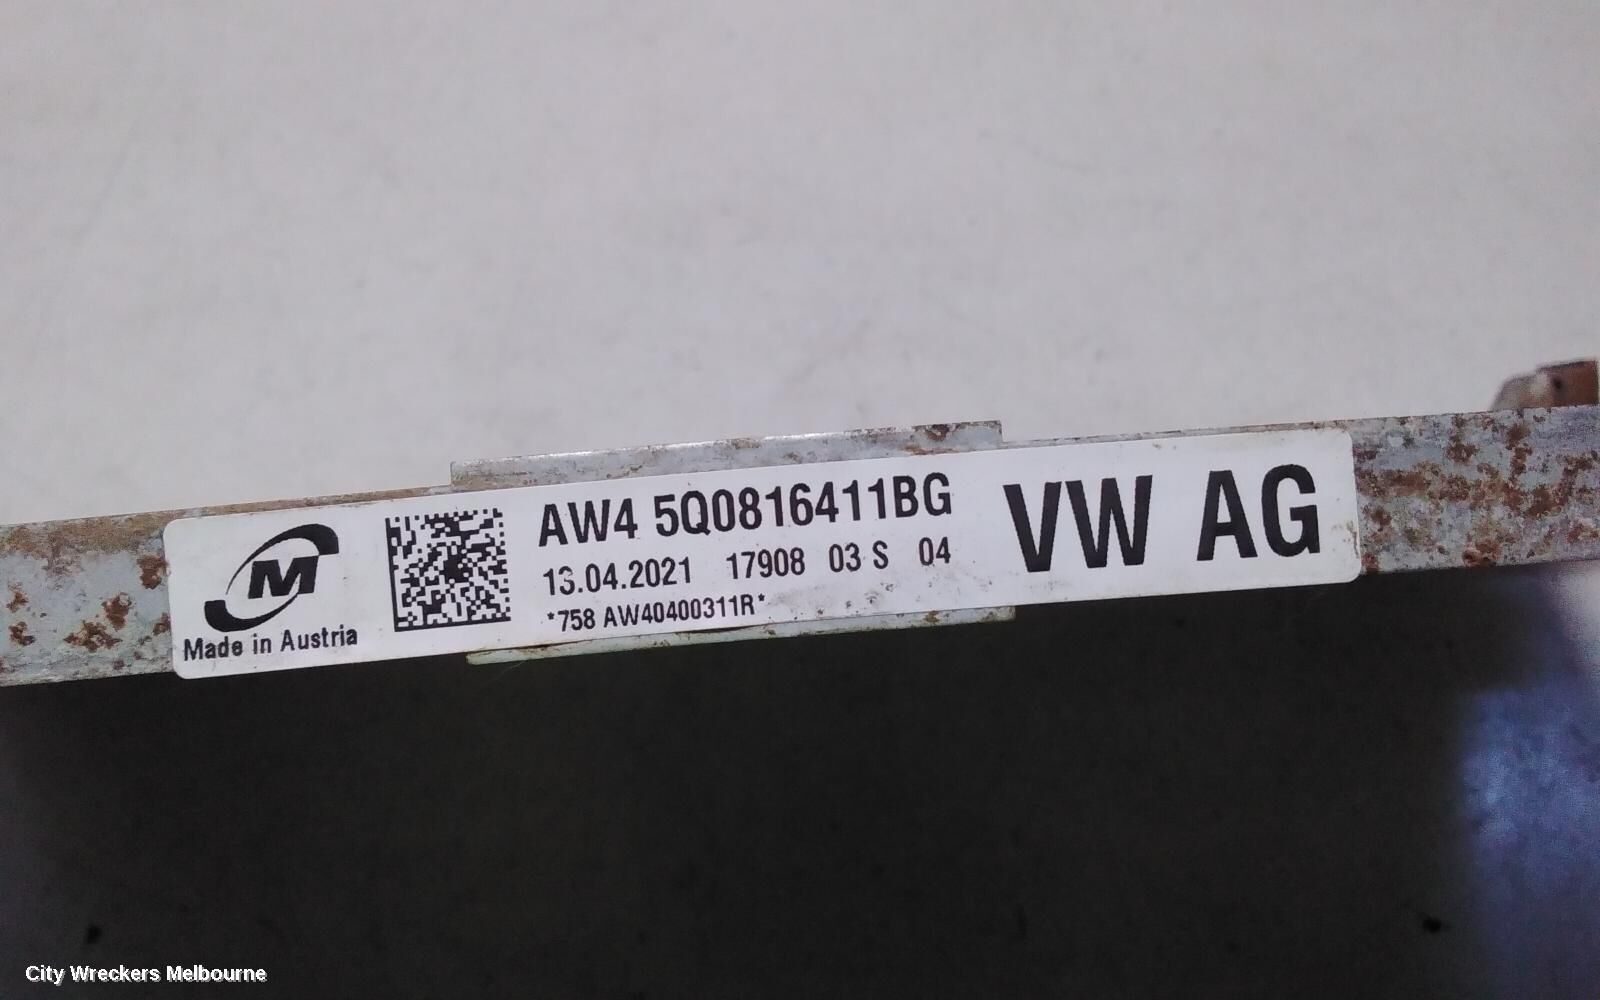 M
Made in Austria
AW4 5Q0816411BG
13.04.2021 17908 03 S 04
*758 AW40400311R*
VW AG
City Wreckers Melbourne